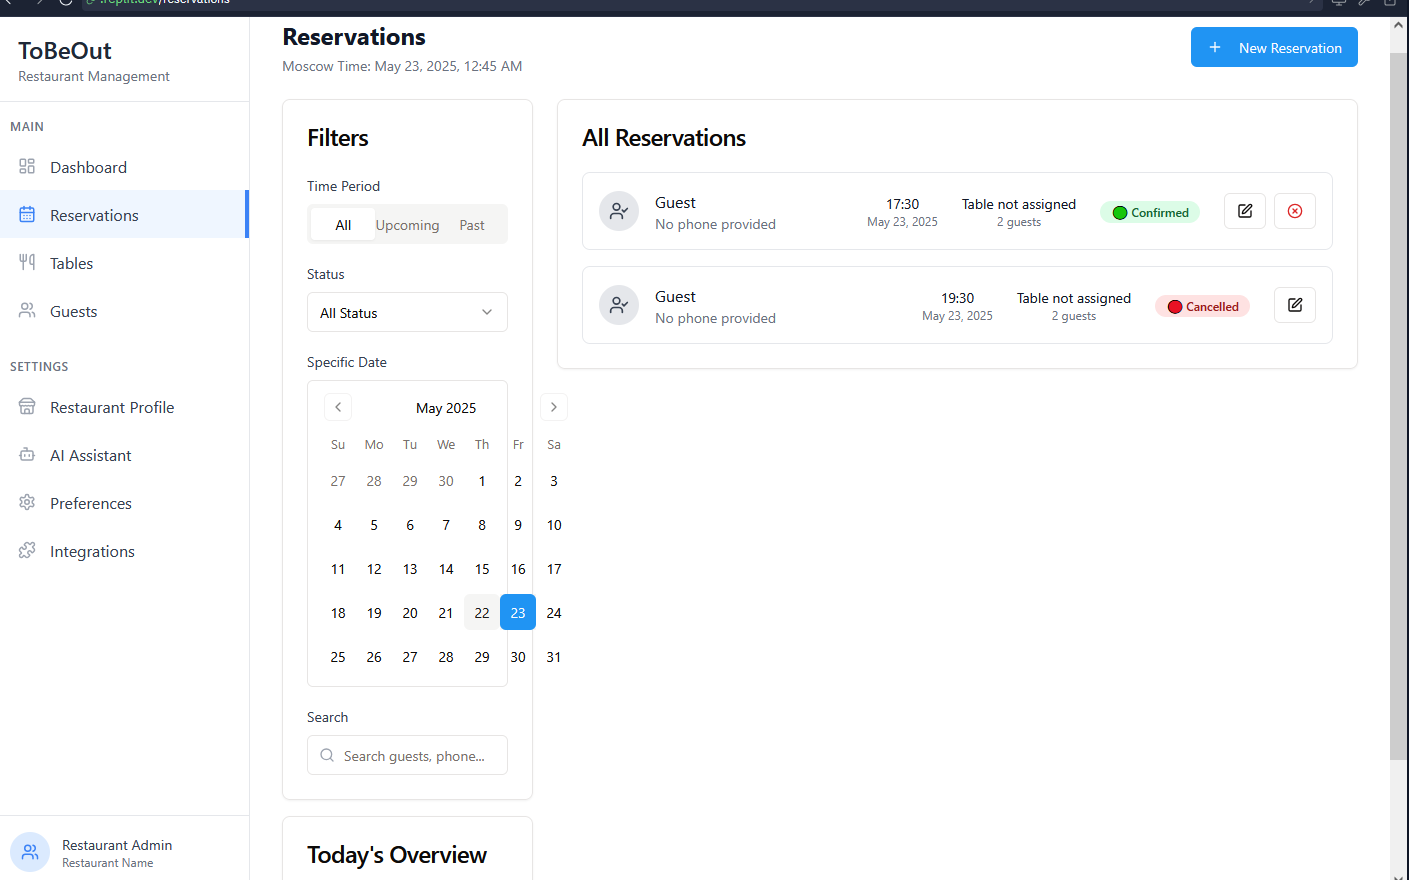 .replit.dev/reservations
ToBeOut
Restaurant Management
MAIN
Dashboard
Reservations
Tables
Guests
SETTINGS
Restaurant Profile
AI Assistant
Preferences
Integrations
Restaurant Admin
Restaurant Name
Reservations
Moscow Time: May 23, 2025, 12:45 AM
New Reservation
Filters
Time Period
All Upcoming Past
Status
All Status
Specific Date
May 2025
Su Mo Tu We Th Fr Sa
27 28 29 30 1 2 3
4 5 6 7 8 9 10
11 12 13 14 15 16 17
18 19 20 21 22 23 24
25 26 27 28 29 30 31
Search
Search guests, phone...
Today's Overview
All Reservations
Guest 17:30 Table not assigned Confirmed
No phone provided May 23, 2025 2 guests
Guest 19:30 Table not assigned Cancelled
No phone provided May 23, 2025 2 guests